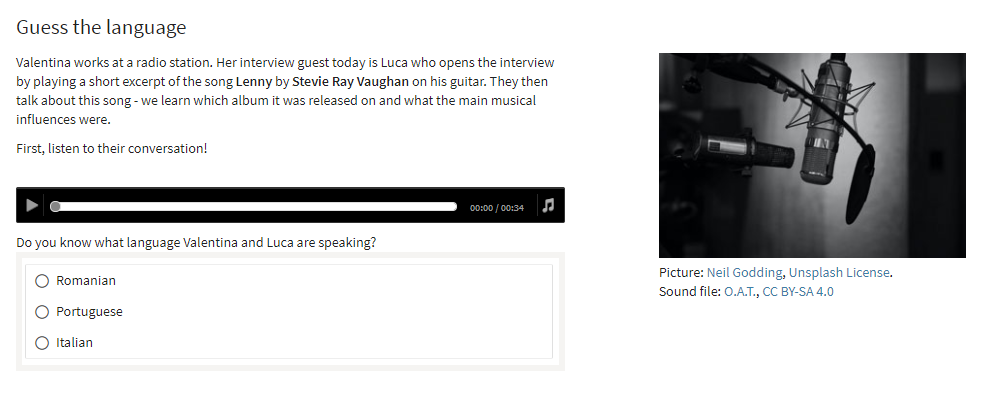 Guess the language
Valentina works at a radio station. Her interview guest today is Luca who opens the interview
by playing a short excerpt of the song Lenny by Stevie Ray Vaughan on his guitar. They then
talk about this song - we learn which album it was released on and what the main musical
influences were.
First, listen to their conversation!
00:00 / 00:34
Do you know what language Valentina and Luca are speaking?
Romanian
Portuguese
Italian
Picture: Neil Godding, Unsplash License.
Sound file: O.A.T., CC BY-SA 4.0